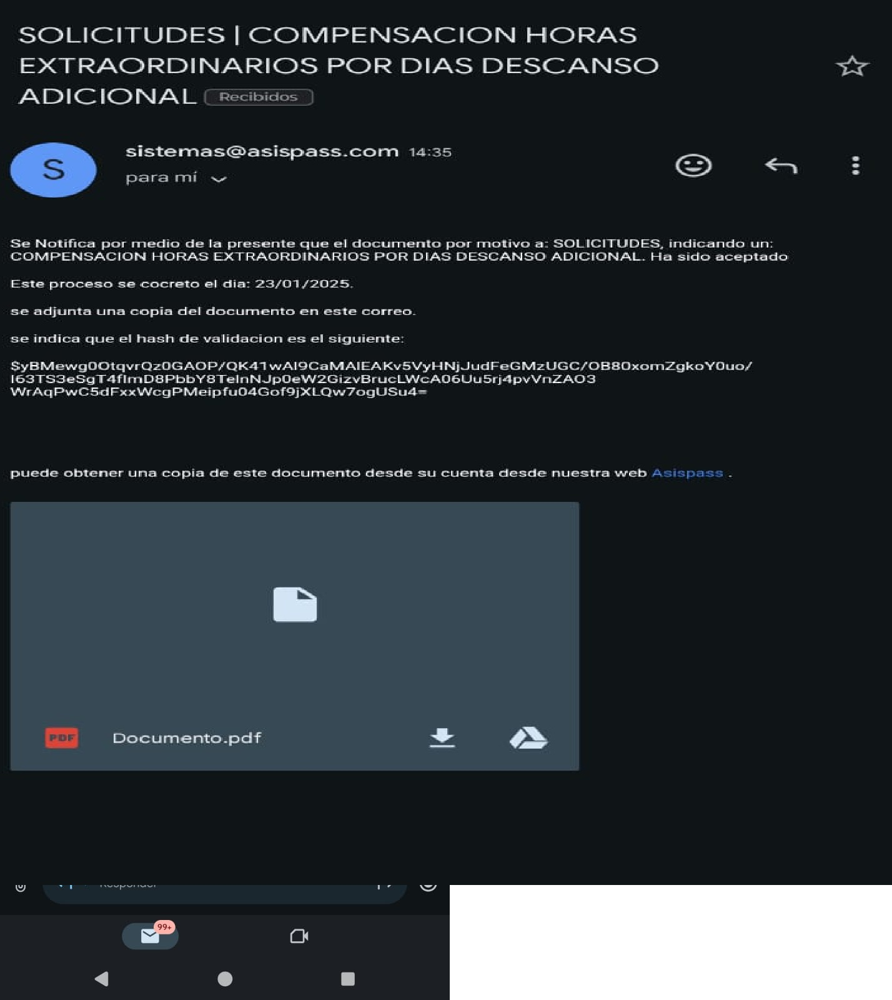 SOLICITUDES | COMPENSACION HORAS
EXTRAORDINARIOS POR DIAS DESCANSO
ADICIONAL Recibidos
S
sistemas@asispass.com 14:35
para mí
Se Notifica por medio de la presente que el documento por motivo a: SOLICITUDES, indicando un:
COMPENSACION HORAS EXTRAORDINARIOS POR DIAS DESCANSO ADICIONAL. Ha sido aceptado
Este proceso se cocreto el dia: 23/01/2025.
se adjunta una copia del documento en este correo.
se indica que el hash de validacion es el siguiente:
$yBMewg0OtqvrQz0GAOP/QK41wAI9CaMAIEAKv5VyHNjJudFeGMzUGC/OB80xomZgkoY0uo/
I63TS3eSgT4fImD8PbbY8TeInNJp0eW2GizvBrucLWcA06Uu5rj4pvVnZAO3
WrAqPwC5dFxxWcgPMeipfu04Gof9jXLQw7ogUSu4=
puede obtener una copia de este documento desde su cuenta desde nuestra web Asispass .
PDF Documento.pdf
Responder
99+